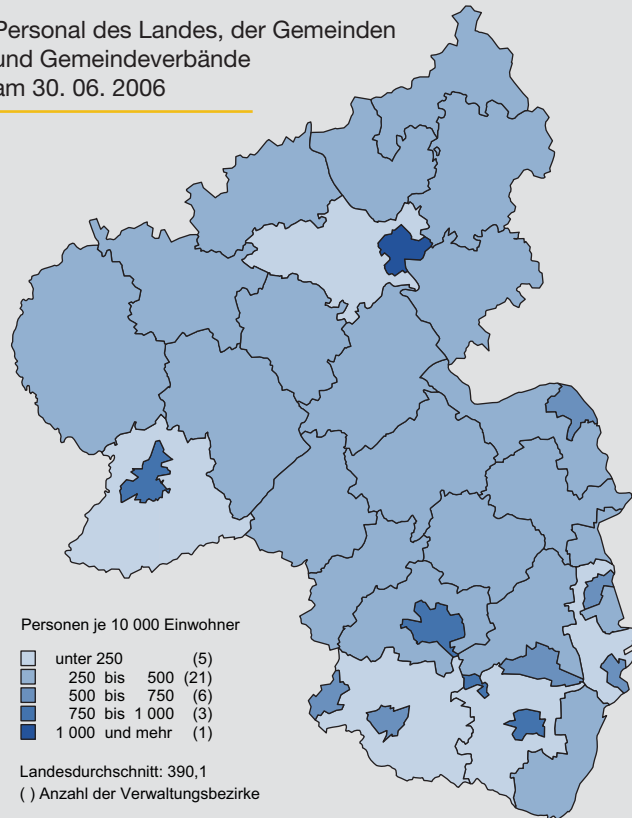 Personal des Landes, der Gemeinden
und Gemeindeverbände
am 30. 06. 2006
Personen je 10 000 Einwohner
unter 250 (5)
250 bis 500 (21)
500 bis 750 (6)
750 bis 1 000 (3)
1 000 und mehr (1)
Landesdurchschnitt: 390,1
( ) Anzahl der Verwaltungsbezirke